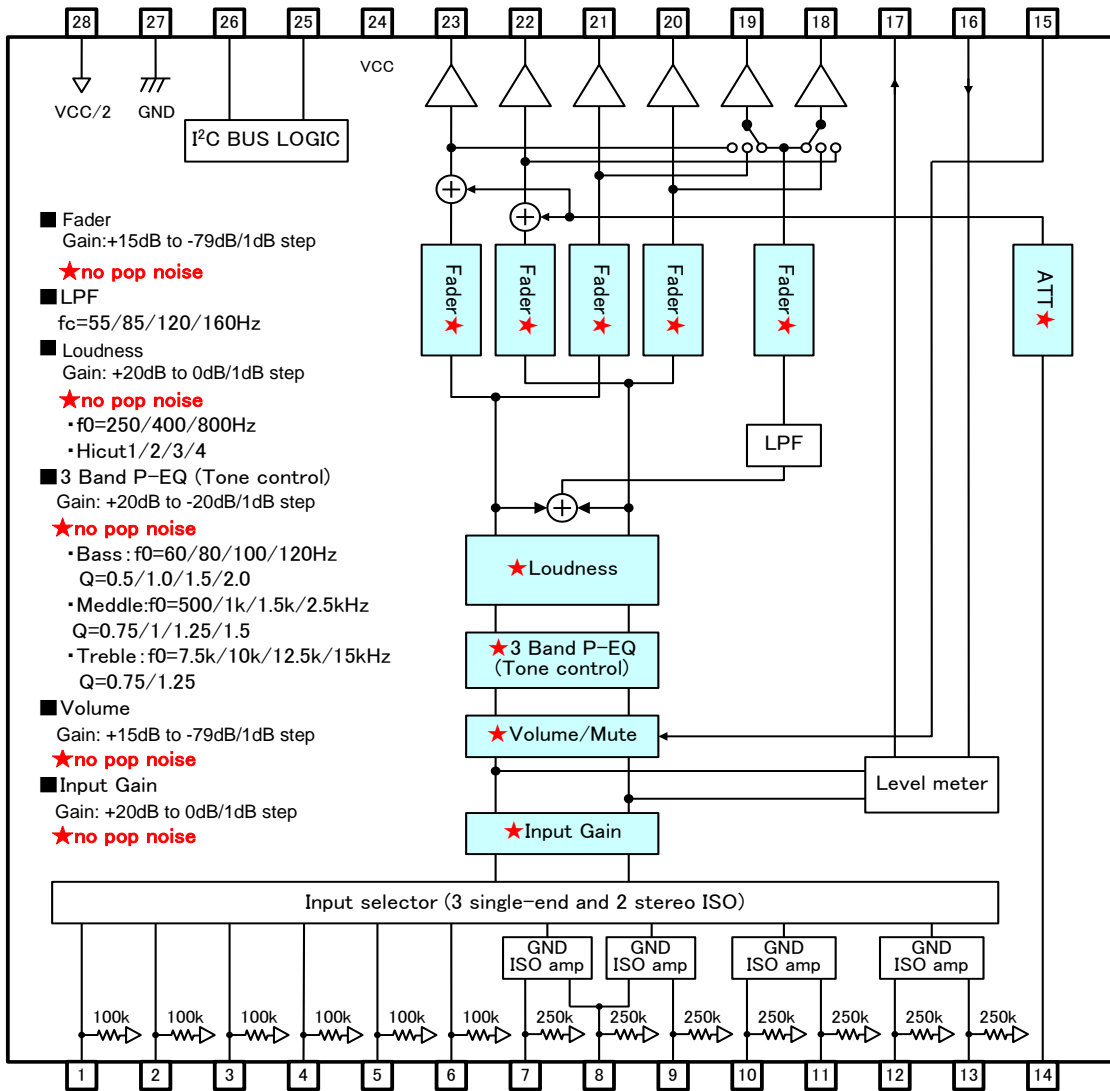 28 27 26 25 24 23 22 21 20 19 18 17 16 15
VCC
VCC/2 GND
I²C BUS LOGIC
■ Fader
Gain:+15dB to -79dB/1dB step
★no pop noise
■LPF
fc=55/85/120/160Hz
■ Loudness
Gain: +20dB to 0dB/1dB step
★no pop noise
・f0=250/400/800Hz
・Hicut1/2/3/4
■3 Band P-EQ (Tone control)
Gain: +20dB to -20dB/1dB step
★no pop noise
・Bass:f0=60/80/100/120Hz
Q=0.5/1.0/1.5/2.0
・Meddle:f0=500/1k/1.5k/2.5kHz
Q=0.75/1/1.25/1.5
・Treble:f0=7.5k/10k/12.5k/15kHz
Q=0.75/1.25
■Volume
Gain: +15dB to -79dB/1dB step
★no pop noise
■Input Gain
Gain: +20dB to 0dB/1dB step
★no pop noise
Fader★
Fader★
Fader★
Fader★
Fader★
ATT★
LPF
★Loudness
★3 Band P-EQ
(Tone control)
★Volume/Mute
Level meter
★Input Gain
Input selector (3 single-end and 2 stereo ISO)
GND
ISO amp
GND
ISO amp
GND
ISO amp
GND
ISO amp
100k 100k 100k 100k 100k 100k 250k 250k 250k 250k 250k 250k 250k
1 2 3 4 5 6 7 8 9 10 11 12 13 14